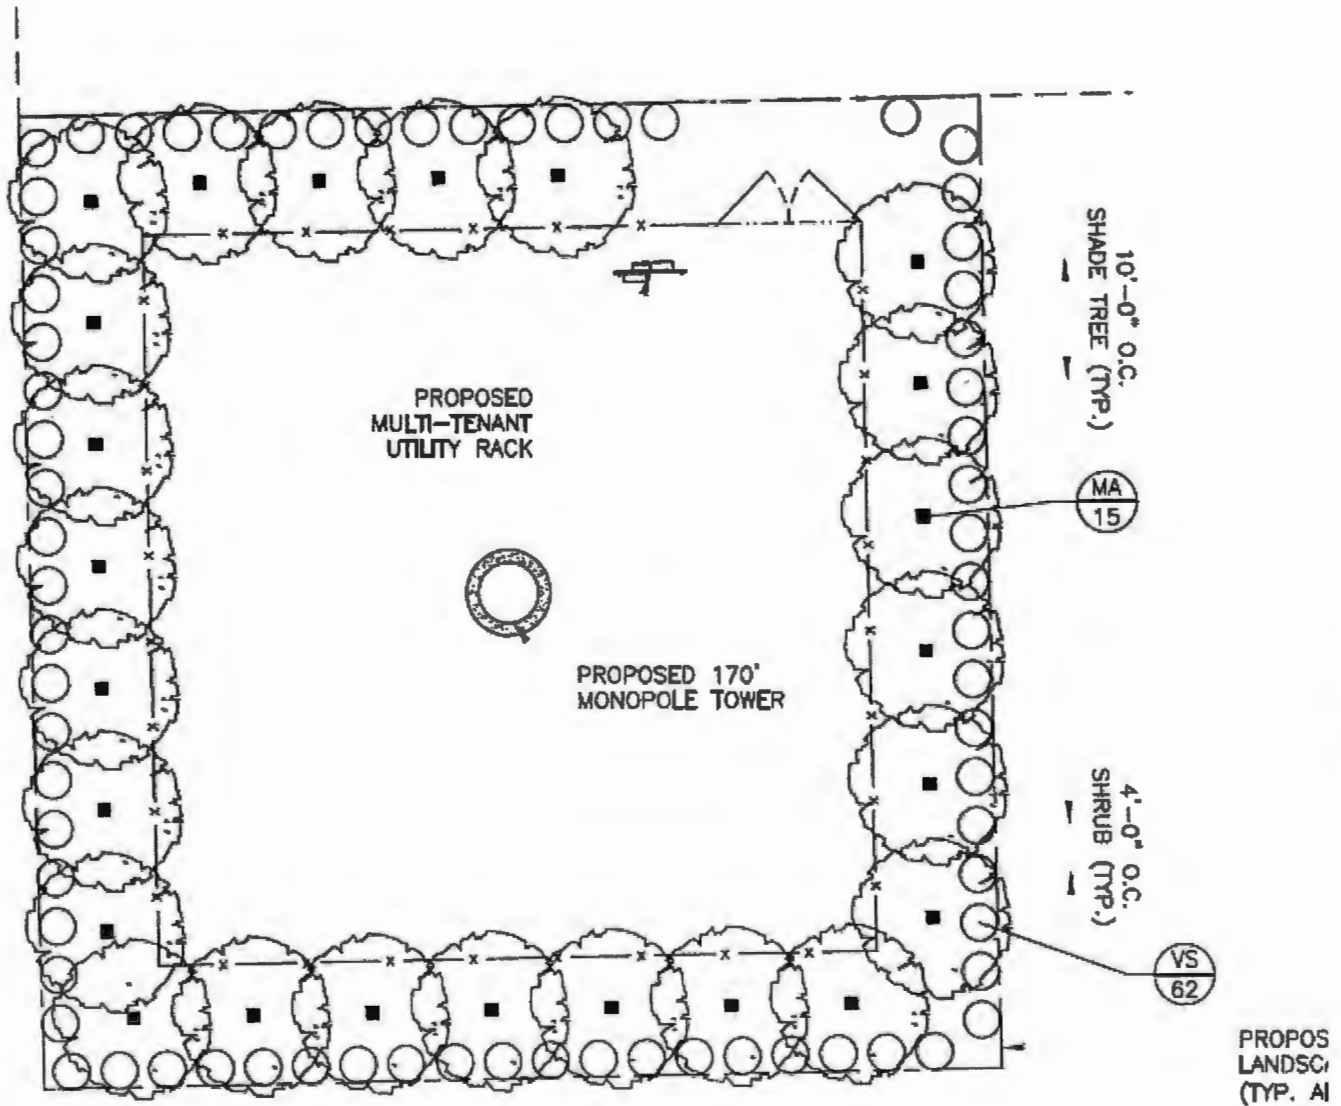 10'-0" O.C.
SHADE TREE (TYP.)
PROPOSED
MULTI-TENANT
UTILITY RACK
MA
15
PROPOSED 170'
MONOPOLE TOWER
4'-0" O.C.
SHRUB (TYP.)
VS
62
PROPOS
LANDSC
(TYP. A